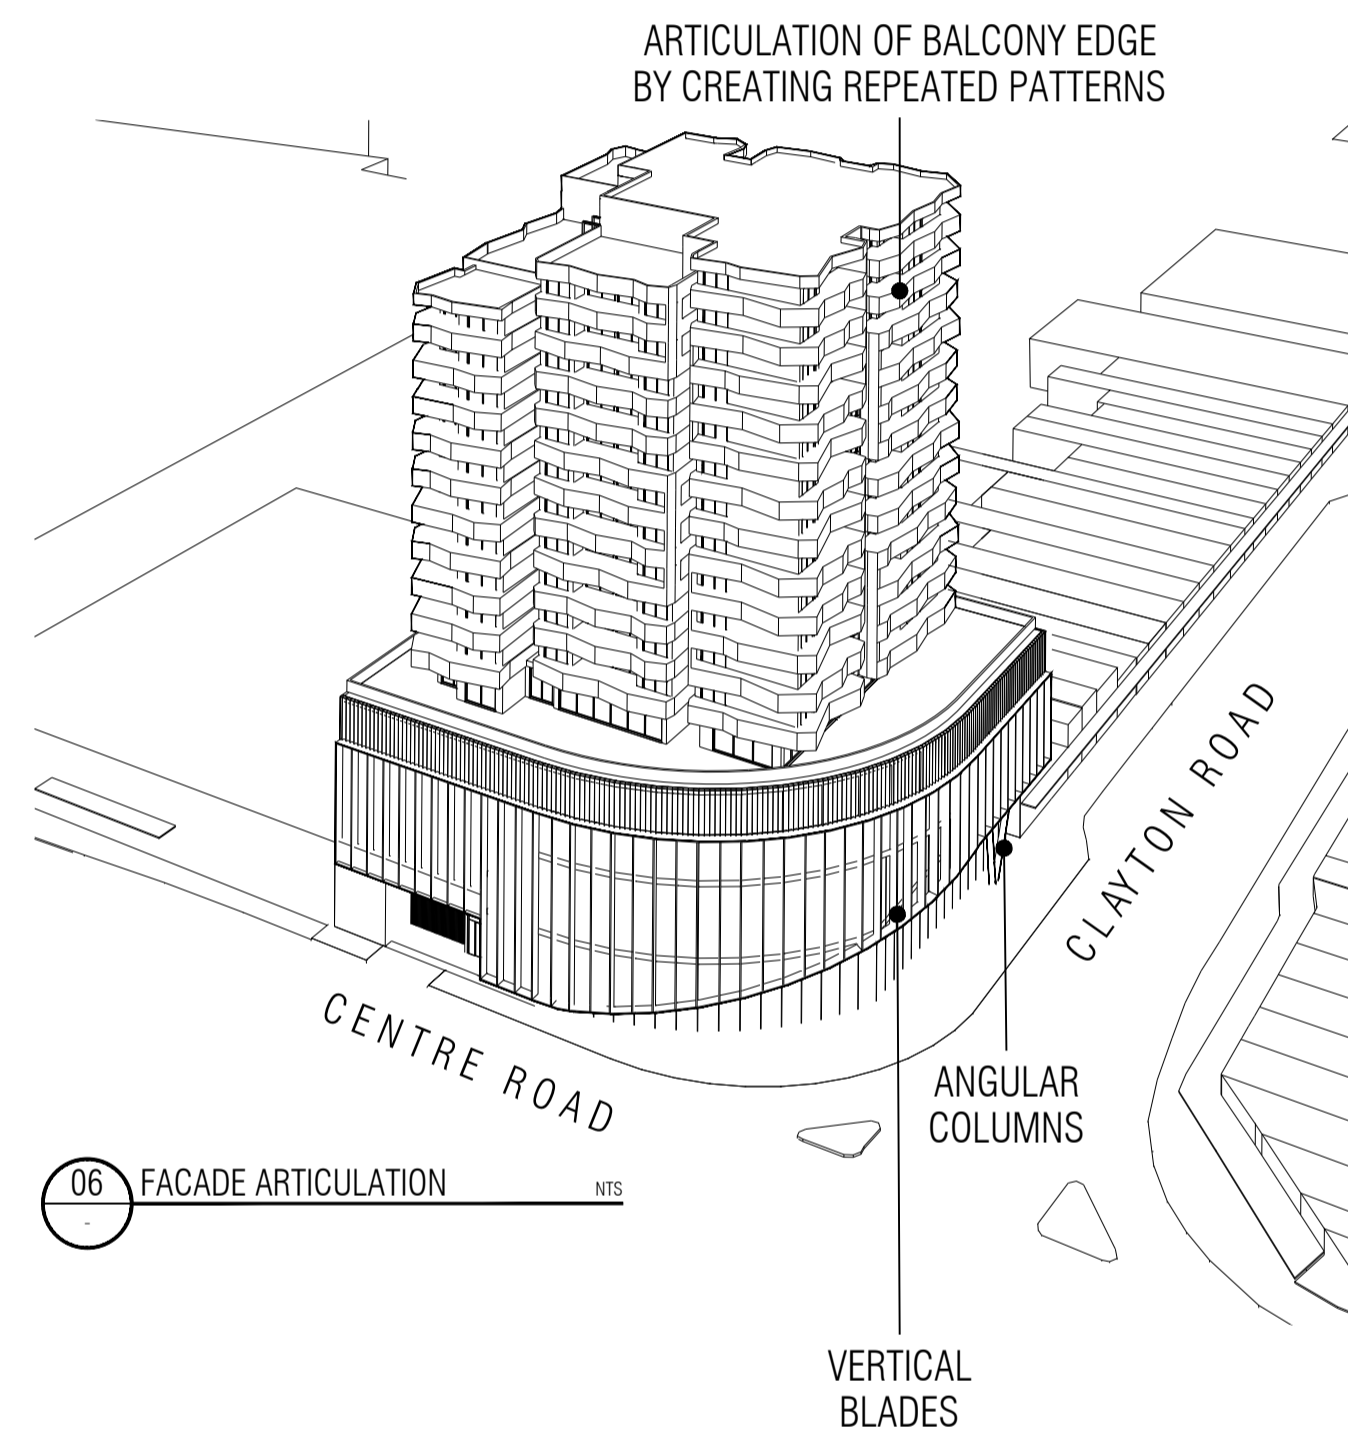 ARTICULATION OF BALCONY EDGE
BY CREATING REPEATED PATTERNS
CLAYTON ROAD
CENTRE ROAD
ANGULAR
COLUMNS
06
-
FACADE ARTICULATION
NTS
VERTICAL
BLADES